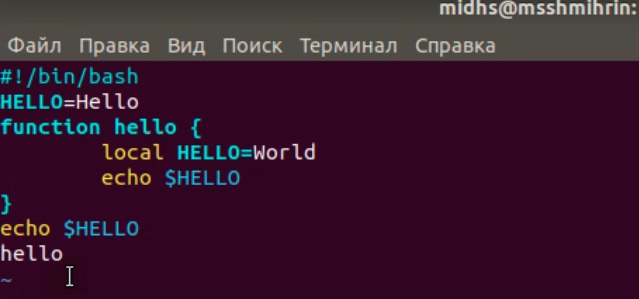 midhs@msshmihrin:
Файл Правка Вид Поиск Терминал Справка
#!/bin/bash
HELLO=Hello
function hello {
        local HELLO=World
        echo $HELLO
}
echo $HELLO
hello
~